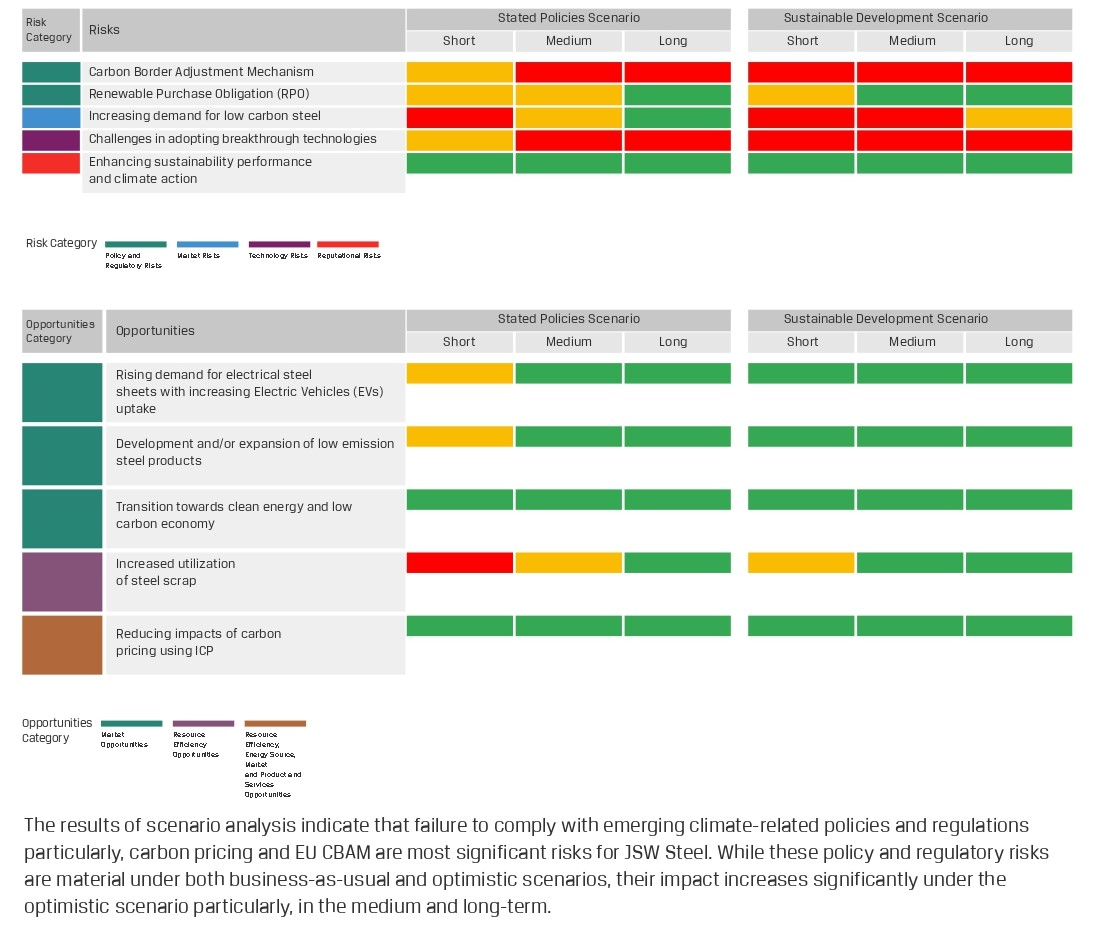 Risk
Category
Risks
Stated Policies Scenario
Sustainable Development Scenario
Short
Medium
Long
Short
Medium
Long
Carbon Border Adjustment Mechanism
Renewable Purchase Obligation (RPO)
Increasing demand for low carbon steel
Challenges in adopting breakthrough technologies
Enhancing sustainability performance
and climate action
Risk Category
Policy and
Regulatory Rists
Market Rists
Technology Rists
Reputational Rists
Opportunities
Category
Opportunities
Stated Policies Scenario
Sustainable Development Scenario
Short
Medium
Long
Short
Medium
Long
Rising demand for electrical steel
sheets with increasing Electric Vehicles (EVs)
uptake
Development and/or expansion of low emission
steel products
Transition towards clean energy and low
carbon economy
Increased utilization
of steel scrap
Reducing impacts of carbon
pricing using ICP
Opportunities
Category
Market
Opportunities
Resource
Efficiency
Opportunities
Resource
Efficiency,
Energy Source,
Market
and Product and
Services
Opportunities
The results of scenario analysis indicate that failure to comply with emerging climate-related policies and regulations
particularly, carbon pricing and EU CBAM are most significant risks for JSW Steel. While these policy and regulatory risks
are material under both business-as-usual and optimistic scenarios, their impact increases significantly under the
optimistic scenario particularly, in the medium and long-term.